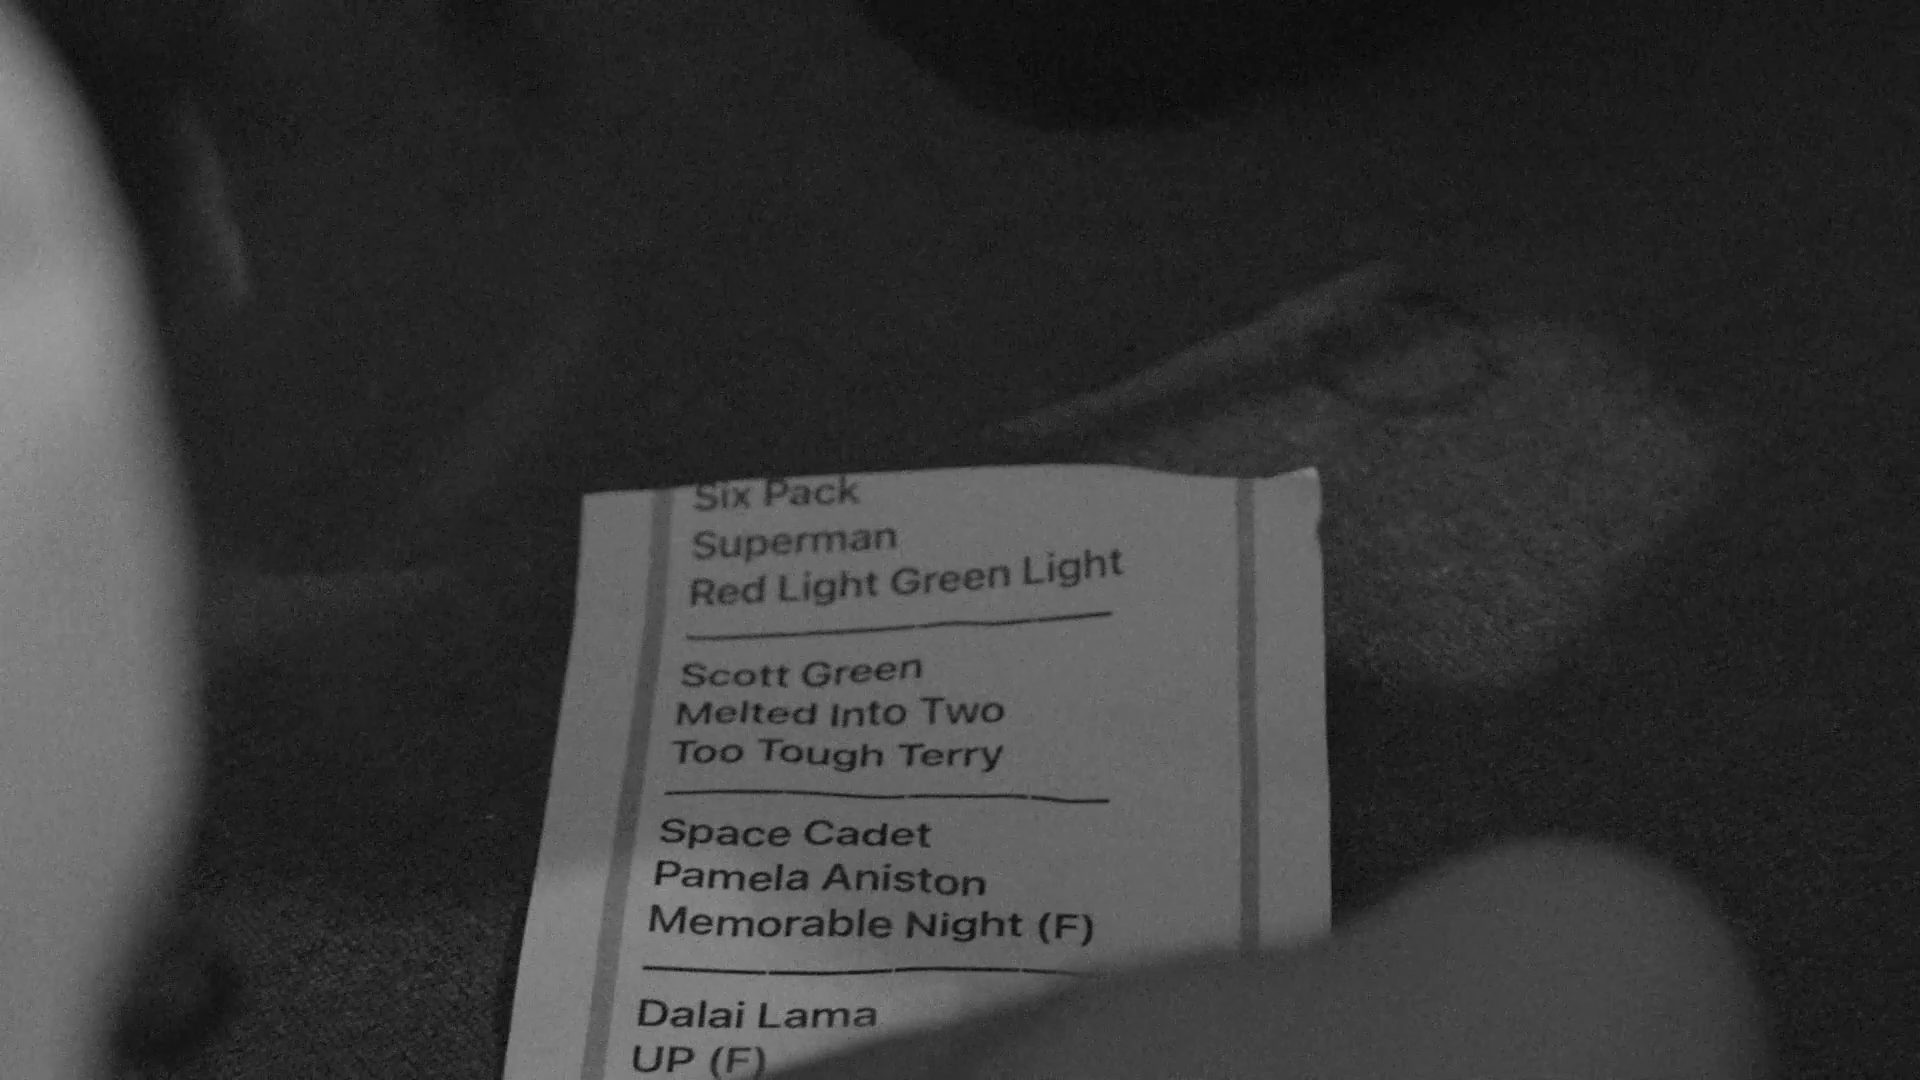 Six Pack
Superman
Red Light Green Light
Scott Green
Melted Into Two
Too Tough Terry
Space Cadet
Pamela Aniston
Memorable Night (F)
Dalai Lama
UP (F)